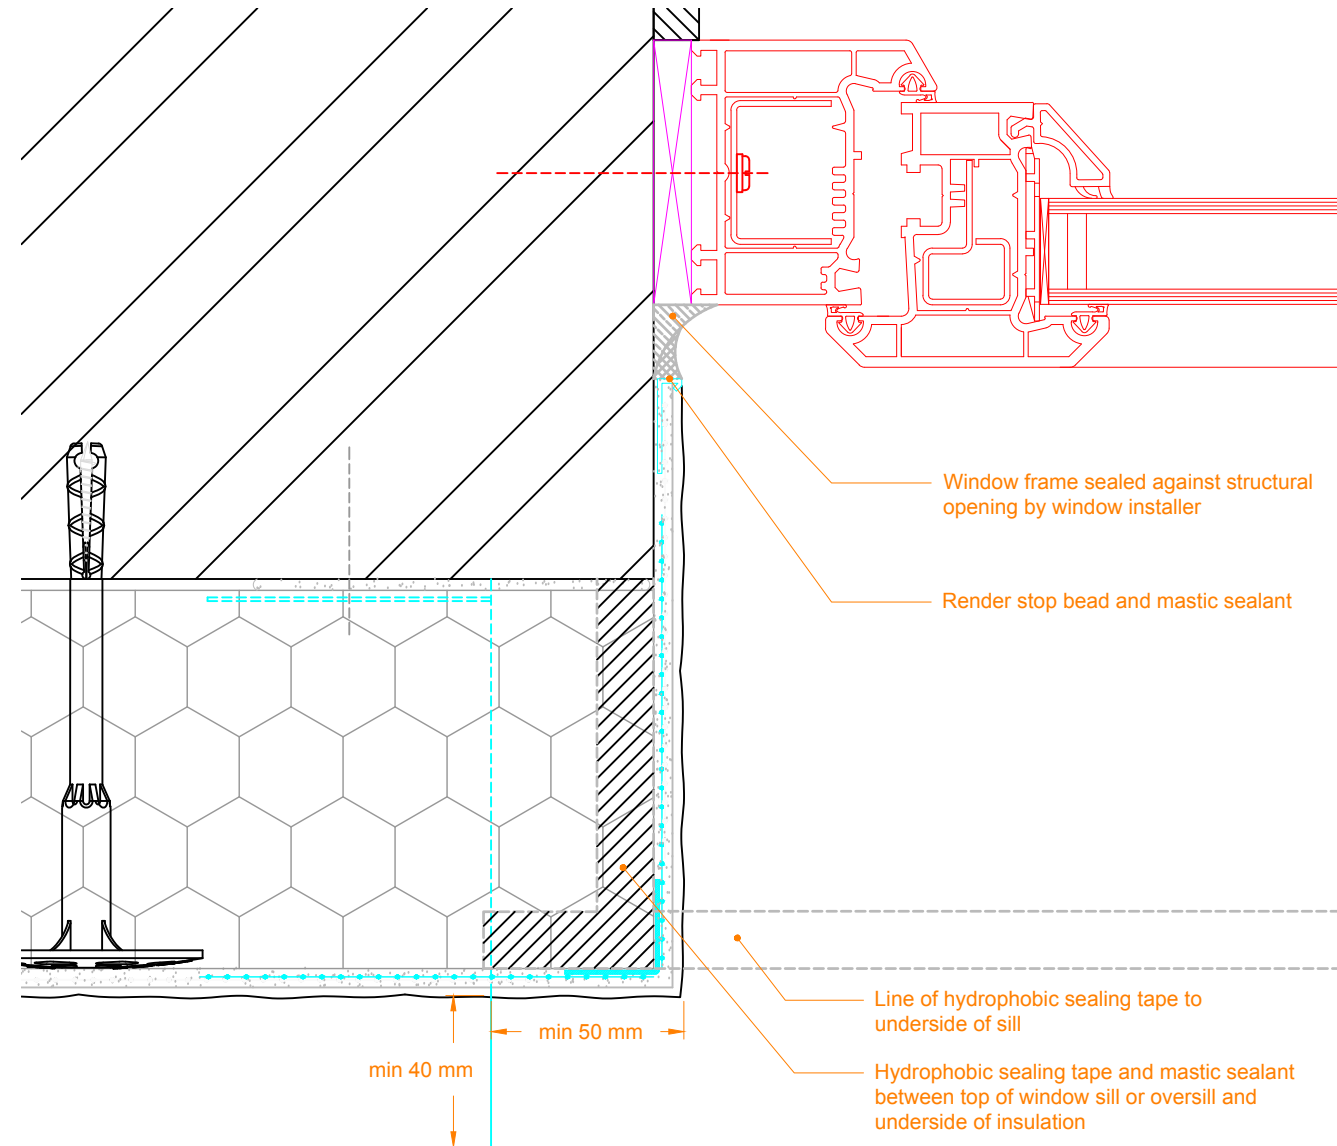 Window frame sealed against structural
opening by window installer
Render stop bead and mastic sealant
Line of hydrophobic sealing tape to
underside of sill
min 50 mm
min 40 mm
Hydrophobic sealing tape and mastic sealant
between top of window sill or oversill and
underside of insulation